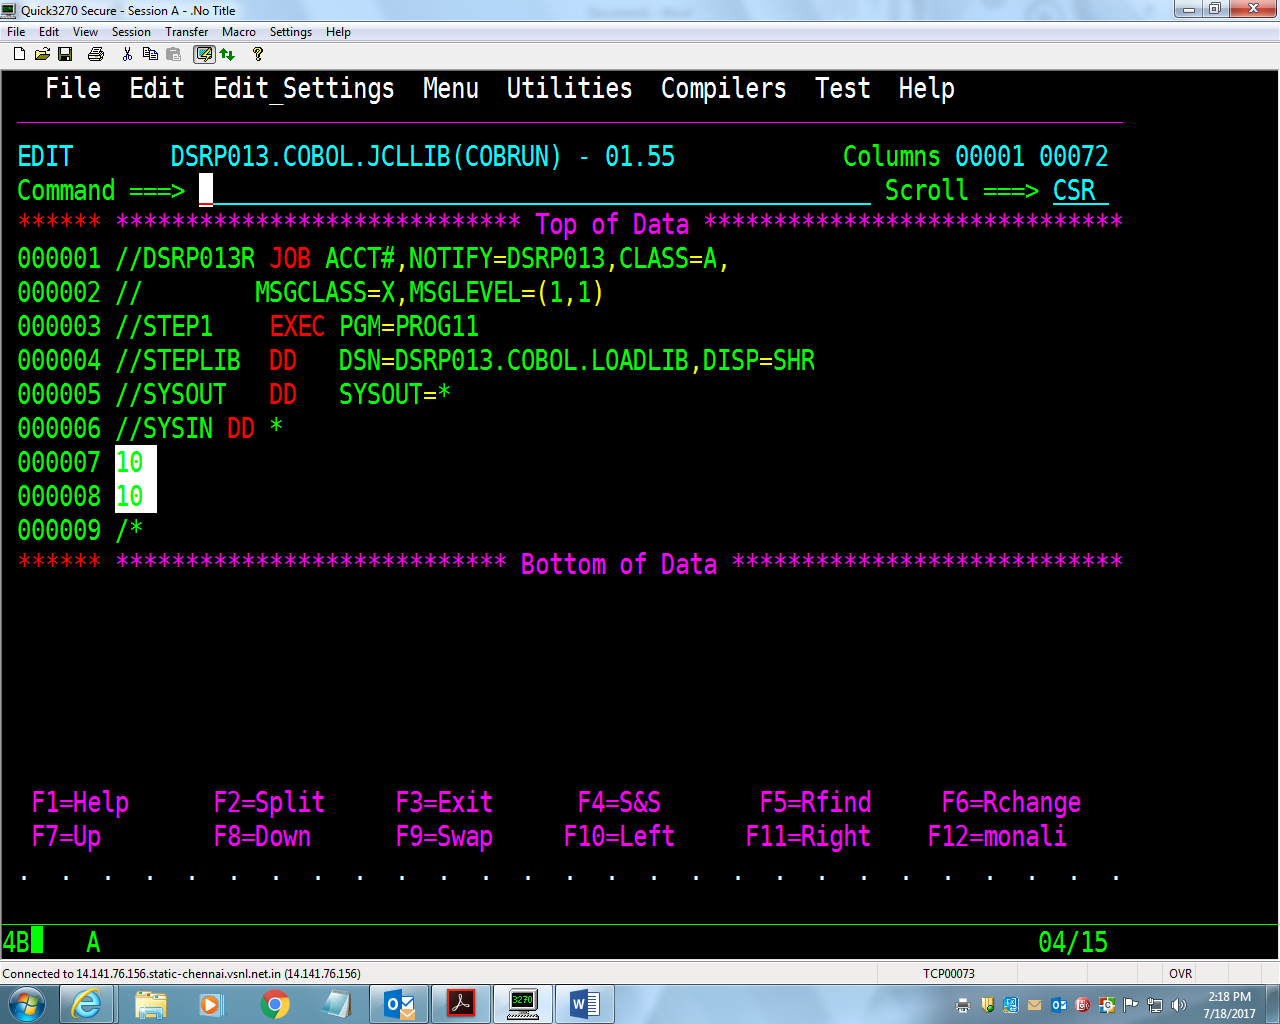 Quick3270 Secure - Session A - .No Title
File Edit View Session Transfer Macro Settings Help
File Edit Edit_Settings Menu Utilities Compilers Test Help
EDIT DSRP013.COBOL.JCLLIB(COBRUN) - 01.55 Columns 00001 00072
Command ===> Scroll ===> CSR
****** ***************************** Top of Data ******************************
000001 //DSRP013R JOB ACCT#,NOTIFY=DSRP013,CLASS=A,
000002 // MSGCLASS=X,MSGLEVEL=(1,1)
000003 //STEP1 EXEC PGM=PROG11
000004 //STEPLIB DD DSN=DSRP013.COBOL.LOADLIB,DISP=SHR
000005 //SYSOUT DD SYSOUT=*
000006 //SYSIN DD *
000007 10
000008 10
000009 /*
****** **************************** Bottom of Data ****************************
F1=Help F2=Split F3=Exit F4=S&S F5=Rfind F6=Rchange
F7=Up F8=Down F9=Swap F10=Left F11=Right F12=monali
. . . . . . . . . . . . . . . . . . . . . . . . . . .
4B A 04/15
Connected to 14.141.76.156.static-chennai.vsnl.net.in (14.141.76.156) TCP00073 OVR
3270
2:18 PM
7/18/2017